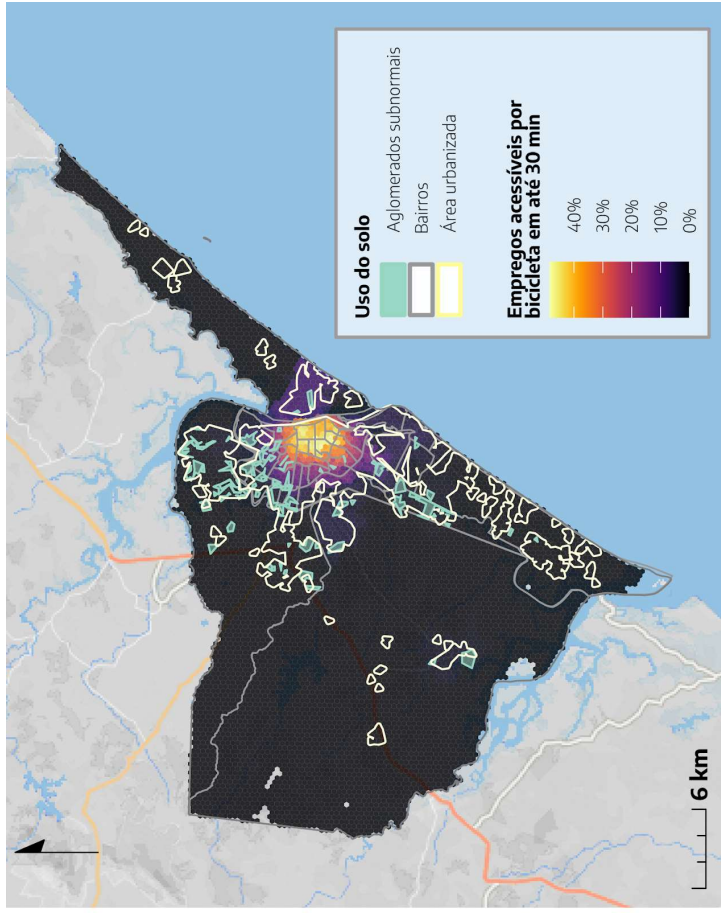 Uso do solo
Aglomerados subnormais
Bairros
Área urbanizada
Empregos acessíveis por
bicicleta em até 30 min
40%
30%
20%
10%
0%
6 km